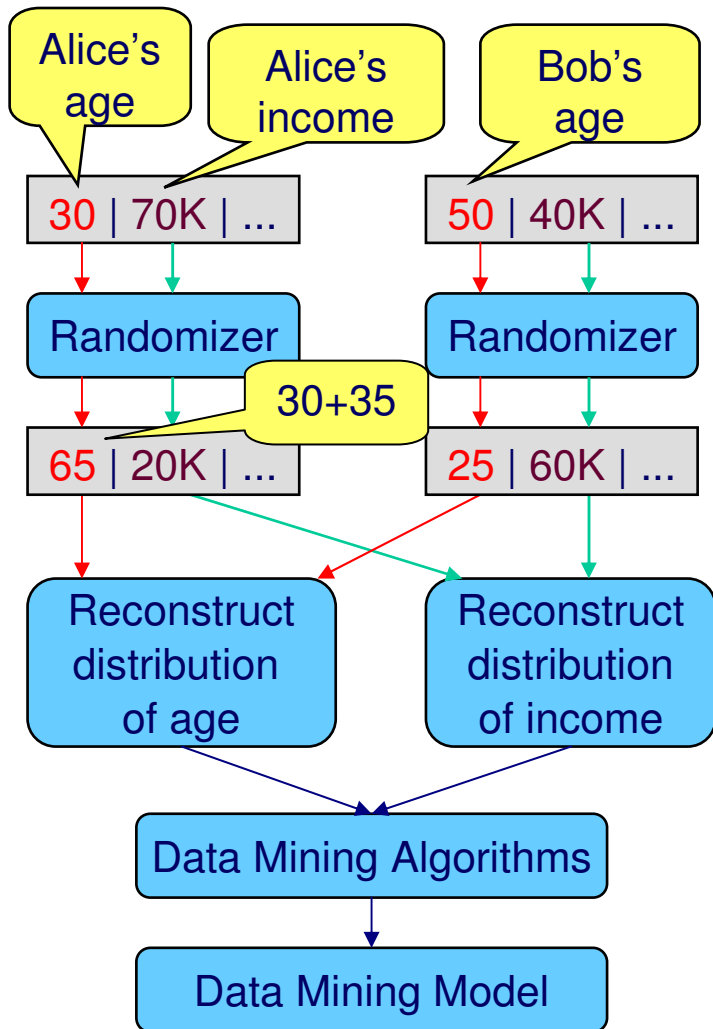 Alice's
age
Alice's
income
Bob's
age
30 | 70K | ...
50 | 40K | ...
Randomizer
Randomizer
30+35
65 | 20K | ...
25 | 60K | ...
Reconstruct
distribution
of age
Reconstruct
distribution
of income
Data Mining Algorithms
Data Mining Model